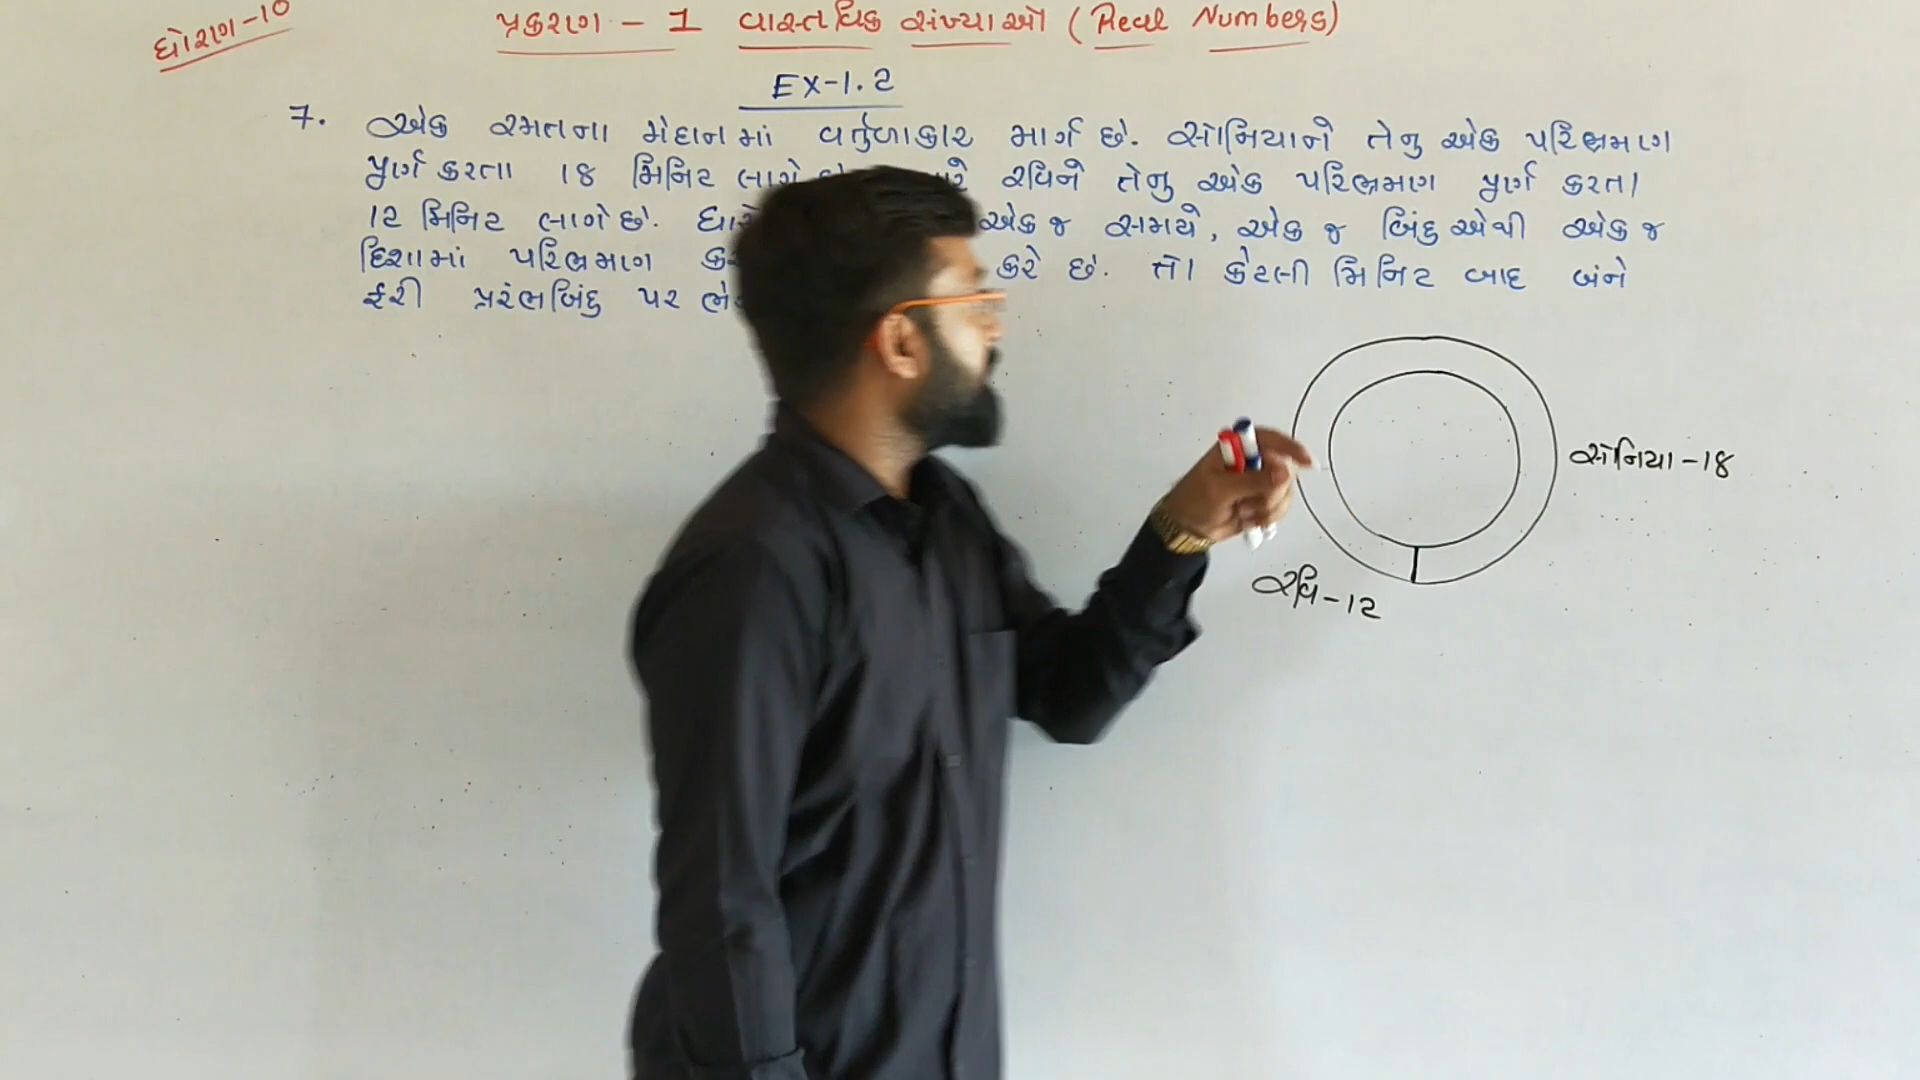 ધોરણ-10
પ્રકરણ - 1 વાસ્તવિક સંખ્યાઓ (Real Numbers)
EX-1.2
7. એક રમતના મેદાનમાં વર્તુળાકાર માર્ગ છે. સોનિયાને તેનુ એક પરિભ્રમણ
પૂર્ણ કરતા 18 મિનિટ લાગે રવિને તેનુ એક પરિભ્રમણ પૂર્ણ કરતા
12 મિનિટ લાગે છે. એક જ સમયે, એક જ બિંદુએથી એક જ
દિશામાં પરિભ્રમણ કરે છે. તો કેટલી મિનિટ બાદ બંને
ફરી પ્રરંભબિંદુ પર
સોનિયા-18
રવિ-12